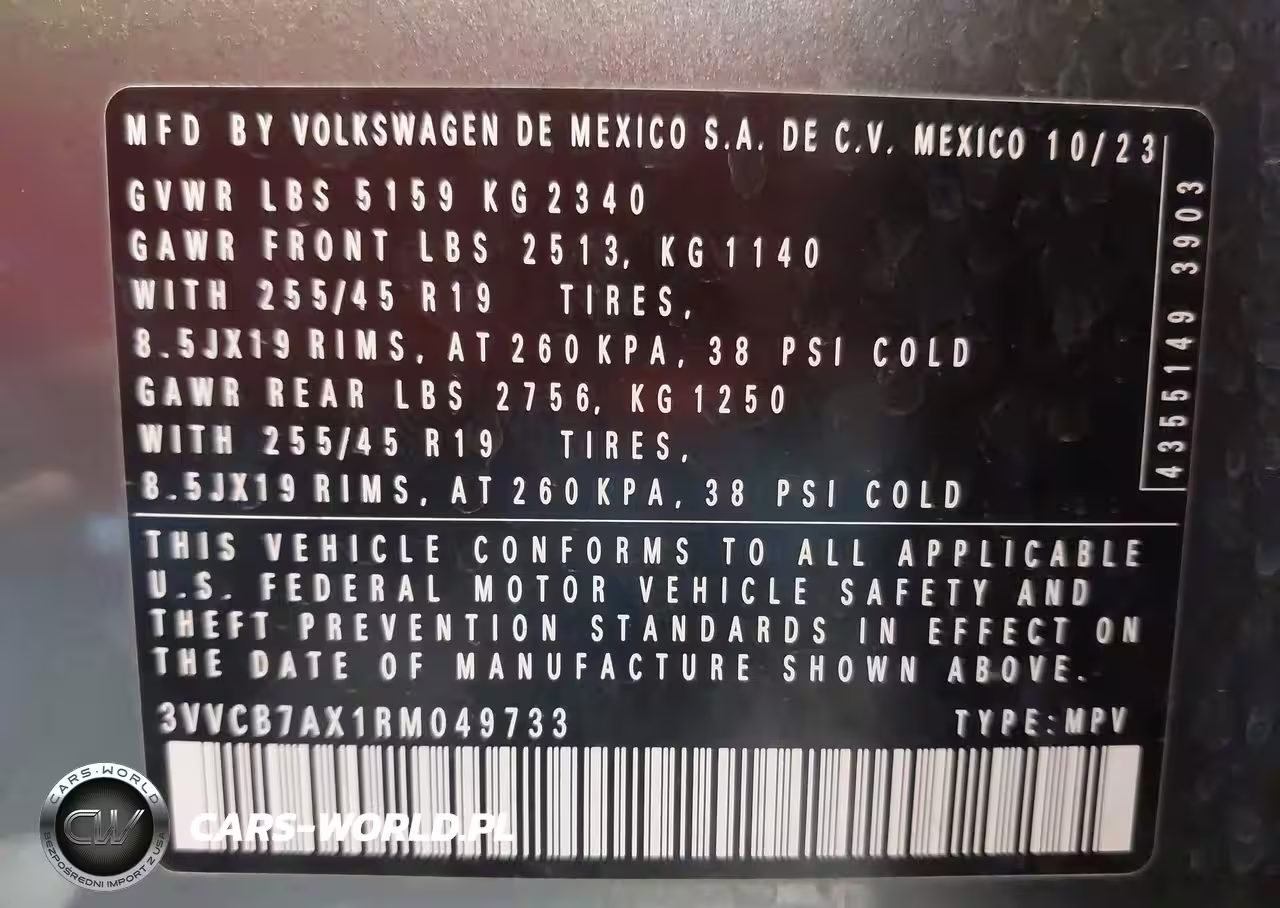 MFD BY VOLKSWAGEN DE MEXICO S.A. DE C.V. MEXICO 10/23
GVWR LBS 5159 KG 2340
GAWR FRONT LBS 2513, KG 1140
WITH 255/45 R19 TIRES,
8.5JX19 RIMS, AT 260 KPA, 38 PSI COLD
GAWR REAR LBS 2756, KG 1250
WITH 255/45 R19 TIRES,
8.5JX19 RIMS, AT 260 KPA, 38 PSI COLD
4355149 3903
THIS VEHICLE CONFORMS TO ALL APPLICABLE
U.S. FEDERAL MOTOR VEHICLE SAFETY AND
THEFT PREVENTION STANDARDS IN EFFECT ON
THE DATE OF MANUFACTURE SHOWN ABOVE.
3VVCB7AX1RM049733 TYPE:MPV
CARS-WORLD
CW
BEZPOŚREDNI IMPORT Z USA
CARS-WORLD.PL